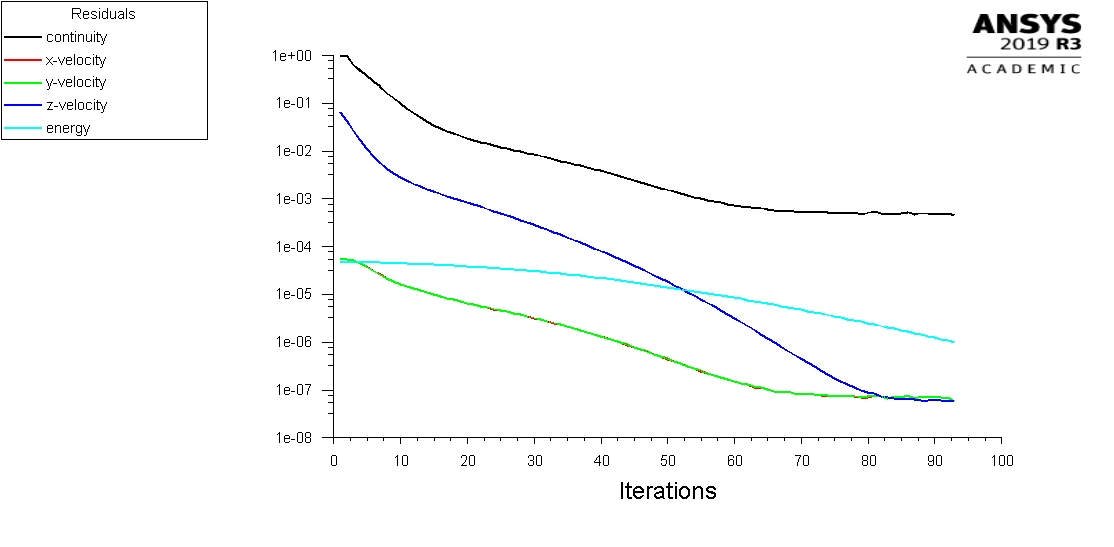 Residuals
continuity
x-velocity
y-velocity
z-velocity
energy
ANSYS
2019 R3
ACADEMIC
1e+00
1e-01
1e-02
1e-03
1e-04
1e-05
1e-06
1e-07
1e-08
0 10 20 30 40 50 60 70 80 90 100
Iterations